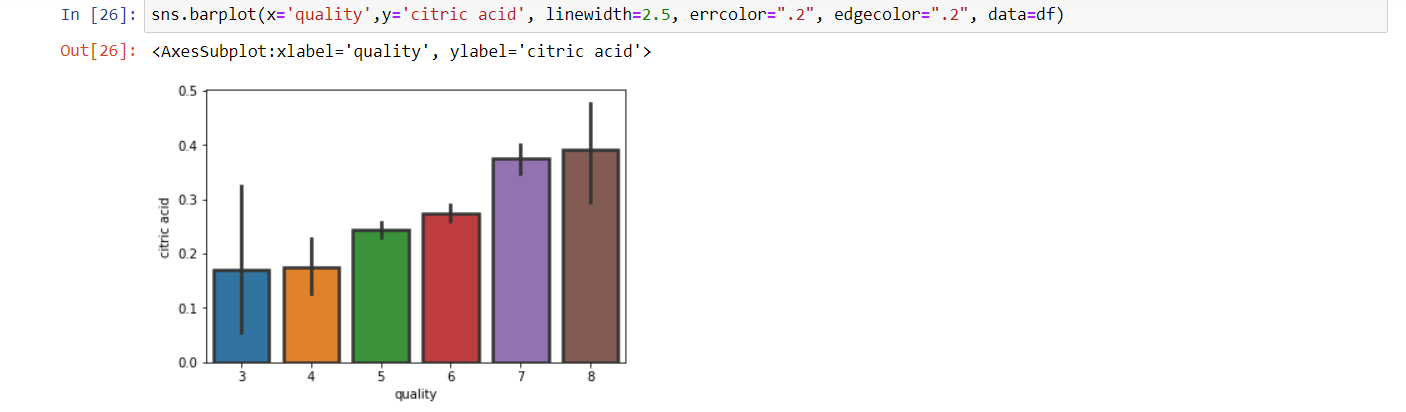 In [26]: sns.barplot(x='quality',y='citric acid', linewidth=2.5, errcolor=".2", edgecolor=".2", data=df)
Out[26]: <AxesSubplot:xlabel='quality', ylabel='citric acid'>
0.5
0.4
0.3
0.2
0.1
0.0
citric acid
3 4 5 6 7 8
quality